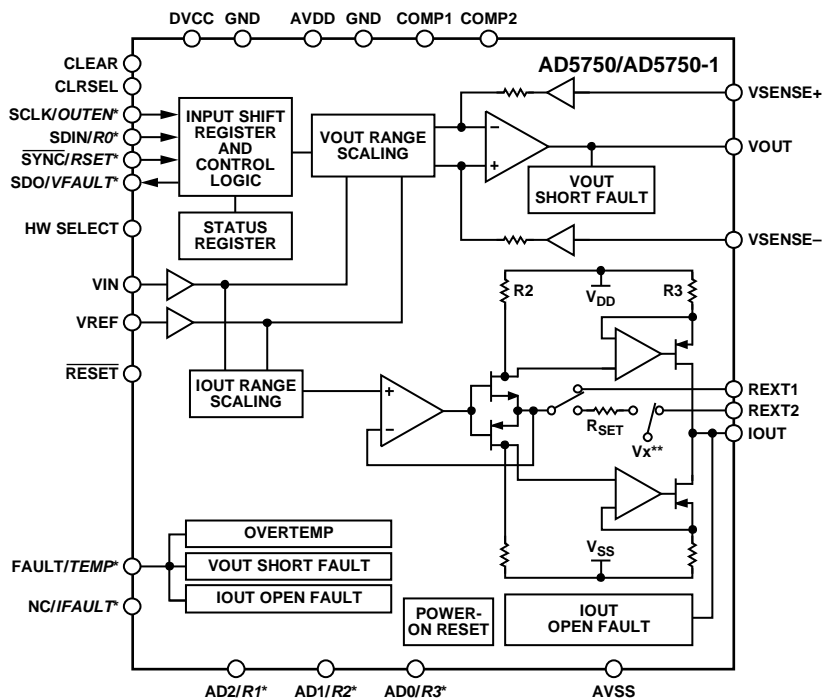 DVCC GND AVDD GND COMP1 COMP2
AD5750/AD5750-1
CLEAR
CLRSEL
SCLK/OUTEN*
SDIN/R0*
SYNC/RSET*
SDO/VFAULT*
HW SELECT
VIN
VREF
RESET
INPUT SHIFT
REGISTER
AND
CONTROL
LOGIC
STATUS
REGISTER
VOUT RANGE
SCALING
IOUT RANGE
SCALING
VOUT
SHORT FAULT
VSENSE+
VOUT
VSENSE–
R2
VDD
R3
REXT1
REXT2
IOUT
RSET
Vx**
VSS
FAULT/TEMP*
NC/IFAULT*
OVERTEMP
VOUT SHORT FAULT
IOUT OPEN FAULT
POWER-
ON RESET
IOUT
OPEN FAULT
AD2/R1* AD1/R2* AD0/R3* AVSS